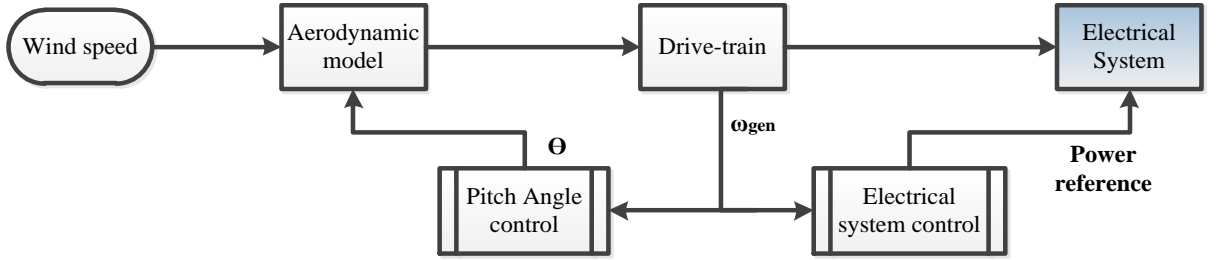 Wind speed
Aerodynamic
model
Drive-train
Electrical
System
ωgen
ϴ
Power
reference
Pitch Angle
control
Electrical
system control